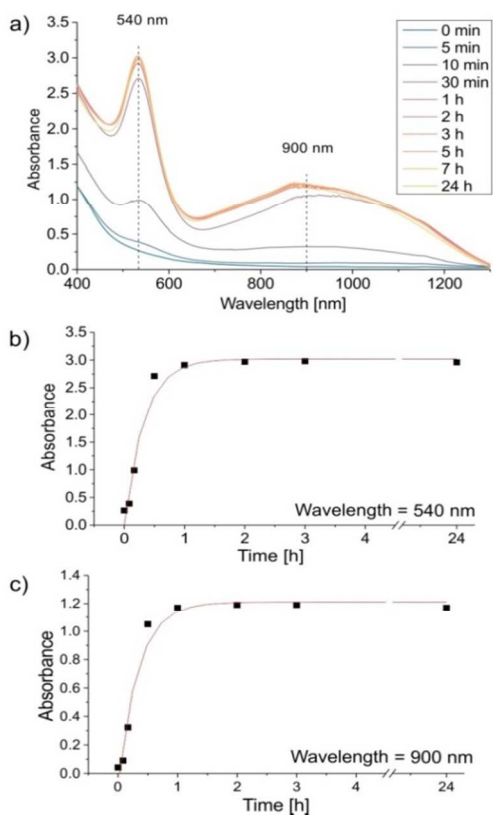 a)
540 nm
900 nm
0 min
5 min
10 min
30 min
1 h
2 h
3 h
5 h
7 h
24 h
Absorbance
3.5
3.0
2.5
2.0
1.5
1.0
0.5
0.0
400 600 800 1000 1200
Wavelength [nm]
b)
Absorbance
3.5
3.0
2.5
2.0
1.5
1.0
0.5
0.0
Wavelength = 540 nm
0 1 2 3 4 24
Time [h]
c)
Absorbance
1.4
1.2
1.0
0.8
0.6
0.4
0.2
0.0
Wavelength = 900 nm
0 1 2 3 4 24
Time [h]